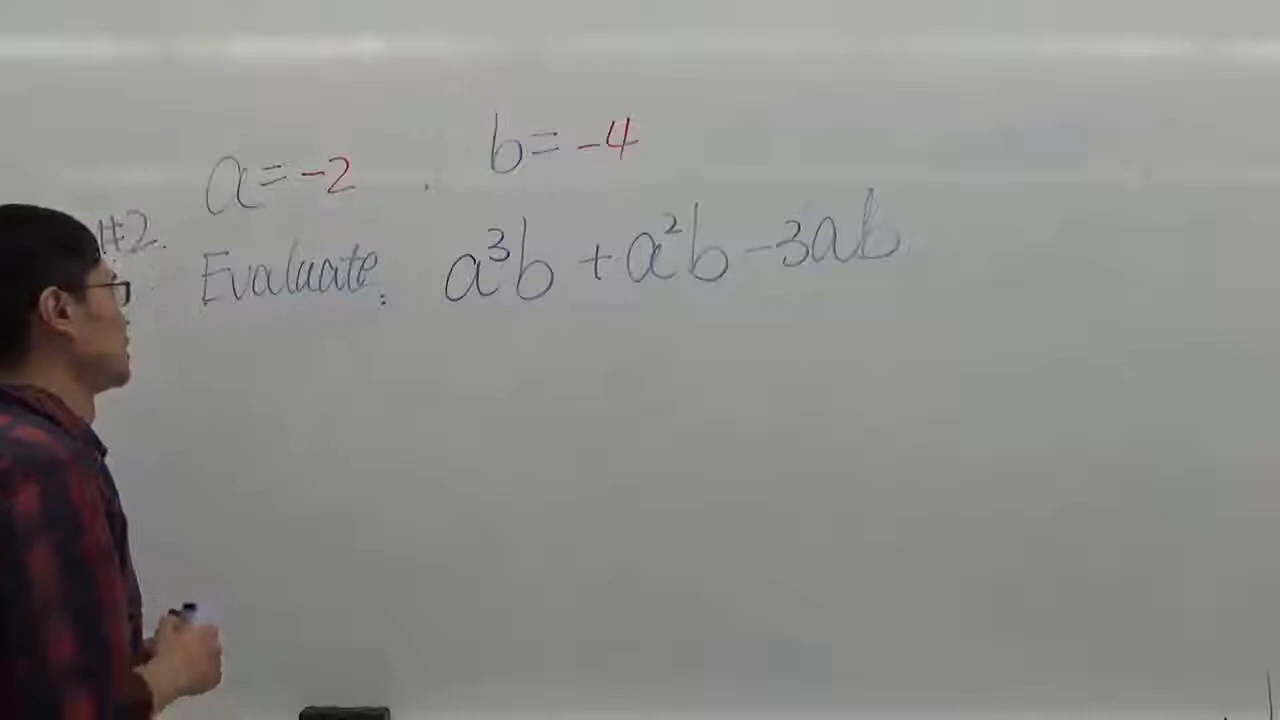 a = -2 . b = -4
#2.
Evaluate: a³b + a²b - 3ab